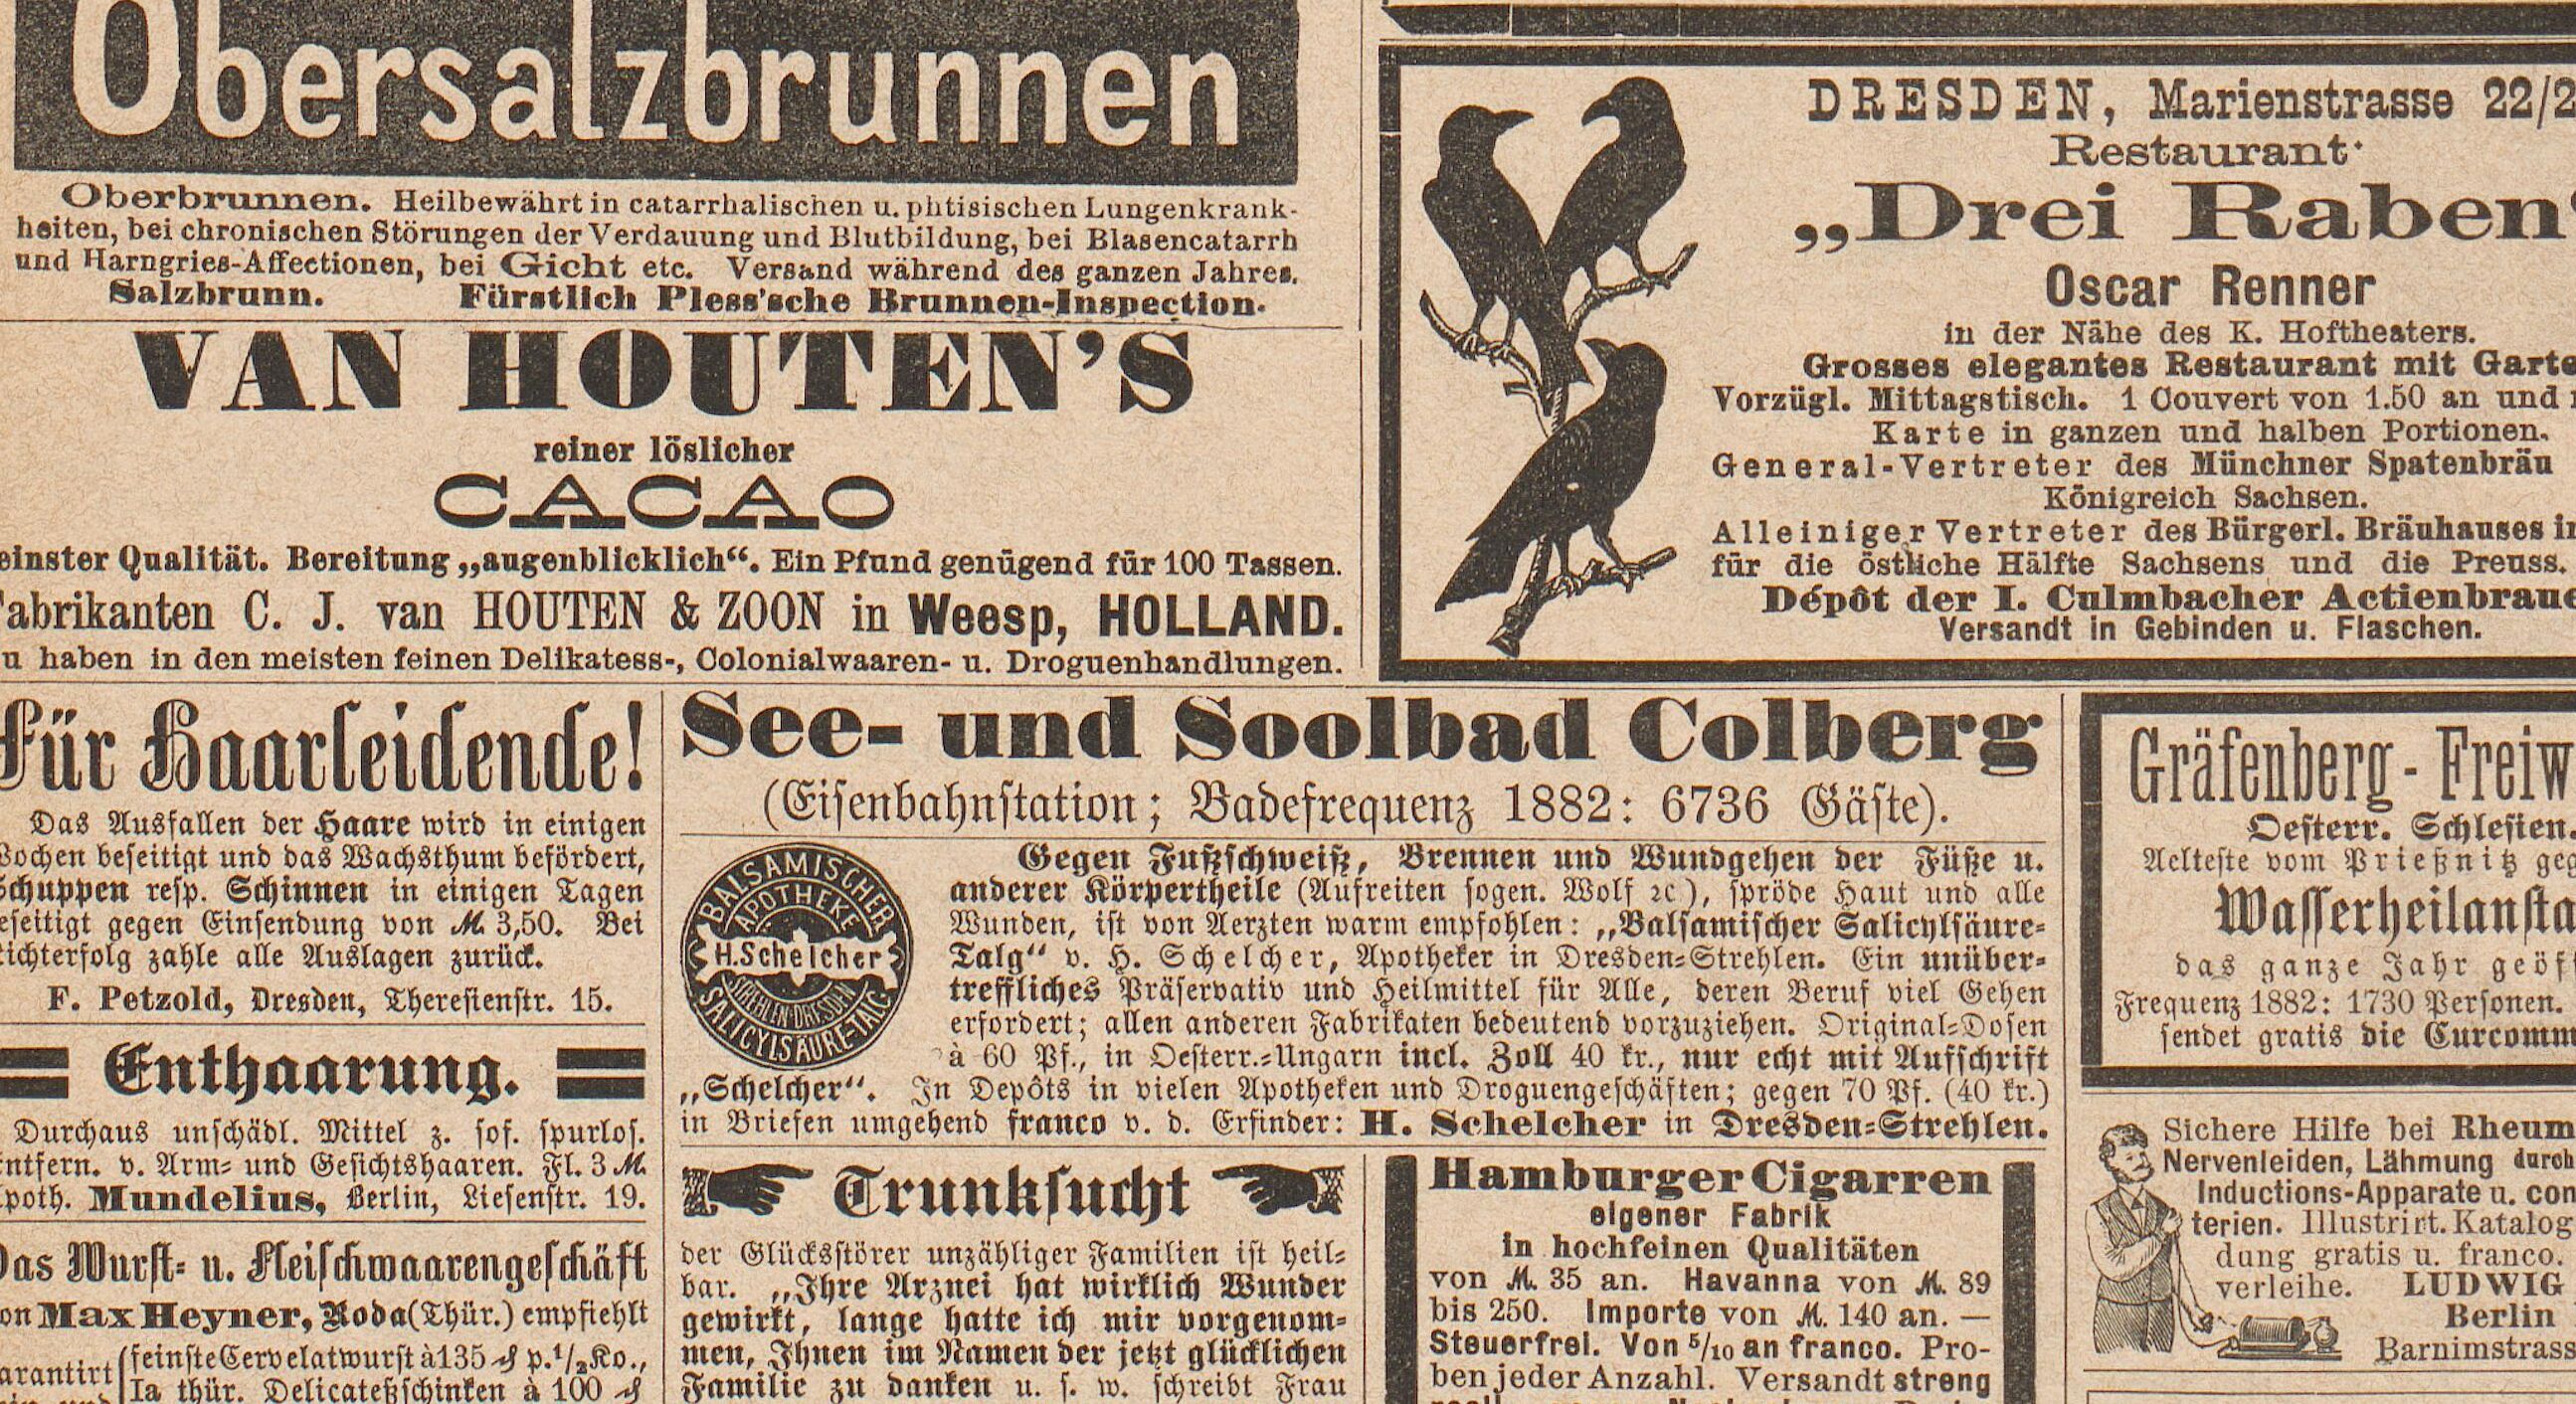 Obersalzbrunnen
Oberbrunnen. Heilbewährt in catarrhalischen u. phtisischen Lungenkrank-
heiten, bei chronischen Störungen der Verdauung und Blutbildung, bei Blasencatarrh
und Harngries-Affectionen, bei Gicht etc. Versand während des ganzen Jahres.
Salzbrunn. Fürstlich Pless'sche Brunnen-Inspection.
VAN HOUTEN'S
reiner löslicher
CACAO
einster Qualität. Bereitung „augenblicklich“. Ein Pfund genügend für 100 Tassen.
abrikanten C. J. van HOUTEN & ZOON in Weesp, HOLLAND.
u haben in den meisten feinen Delikatess-, Colonialwaaren- u. Droguenhandlungen.
DRESDEN, Marienstrasse 22/2
Restaurant
„Drei Raben“
Oscar Renner
in der Nähe des K. Hoftheaters.
Grosses elegantes Restaurant mit Garte
Vorzügl. Mittagstisch. 1 Couvert von 1.50 an und
Karte in ganzen und halben Portionen.
General-Vertreter des Münchner Spatenbräu
Königreich Sachsen.
Alleiniger Vertreter des Bürgerl. Bräuhauses in
für die östliche Hälfte Sachsens und die Preuss.
Dépôt der I. Culmbacher Actienbraue
Versandt in Gebinden u. Flaschen.
Für Haarleidende!
Das Ausfallen der Haare wird in einigen
Wochen beseitigt und das Wachsthum befördert,
Schuppen resp. Schinnen in einigen Tagen
eseitigt gegen Einsendung von M. 3,50. Bei
ichterfolg zahle alle Auslagen zurück.
F. Petzold, Dresden, Theresienstr. 15.
Enthaarung.
Durchaus unschädl. Mittel z. sof. spurlos.
Entfern. v. Arm- und Gesichtshaaren. Fl. 3 M.
poth. Mundelius, Berlin, Liesenstr. 19.
Das Wurst- u. Fleischwaarengeschäft
on Max Heyner, Roda (Thür.) empfiehlt
arantirt feinste Cervelatwurst à 135 ₰ p. 1/2 Ko.,
Ia thür. Delicateßschinken à 100 ₰
See- und Soolbad Colberg
(Eisenbahnstation; Badefrequenz 1882: 6736 Gäste).
BALSAMISCHER
APOTHEKE
H. Schelcher
STREHLEN-DRESDEN
SALICYLSÄURE-TALG
Gegen Fußschweiß, Brennen und Wundgehen der Füße u.
anderer Körpertheile (Aufreiten sogen. Wolf ꝛc), spröde Haut und alle
Wunden, ist von Aerzten warm empfohlen: „Balsamischer Salicylsäure-
Talg“ v. H. Schelcher, Apotheker in Dresden-Strehlen. Ein unüber-
treffliches Präservativ und Heilmittel für Alle, deren Beruf viel Gehen
erfordert; allen anderen Fabrikaten bedeutend vorzuziehen. Original-Dosen
à 60 Pf., in Oesterr.-Ungarn incl. Zoll 40 kr., nur echt mit Aufschrift
„Schelcher“. In Depôts in vielen Apotheken und Droguengeschäften; gegen 70 Pf. (40 kr.)
in Briefen umgehend franco v. d. Erfinder: H. Schelcher in Dresden-Strehlen.
Trunksucht
der Glücksstörer unzähliger Familien ist heil-
bar. „Ihre Arznei hat wirklich Wunder
gewirkt, lange hatte ich mir vorgenom-
men, Ihnen im Namen der jetzt glücklichen
Familie zu danken u. s. w. schreibt Frau
Hamburger Cigarren
eigener Fabrik
in hochfeinen Qualitäten
von M. 35 an. Havanna von M. 89
bis 250. Importe von M. 140 an. —
Steuerfrei. Von 5/10 an franco. Pro-
ben jeder Anzahl. Versandt streng
Gräfenberg - Freiw
Oesterr. Schlesien.
Aelteste vom Prießnitz geg
Wasserheilansta
das ganze Jahr geöf
Frequenz 1882: 1730 Personen.
sendet gratis die Curcomm
Sichere Hilfe bei Rheum
Nervenleiden, Lähmung durch
Inductions-Apparate u. con
terien. Illustrirt. Katalog
dung gratis u. franco.
verleihe. LUDWIG
Berlin
Barnimstrass